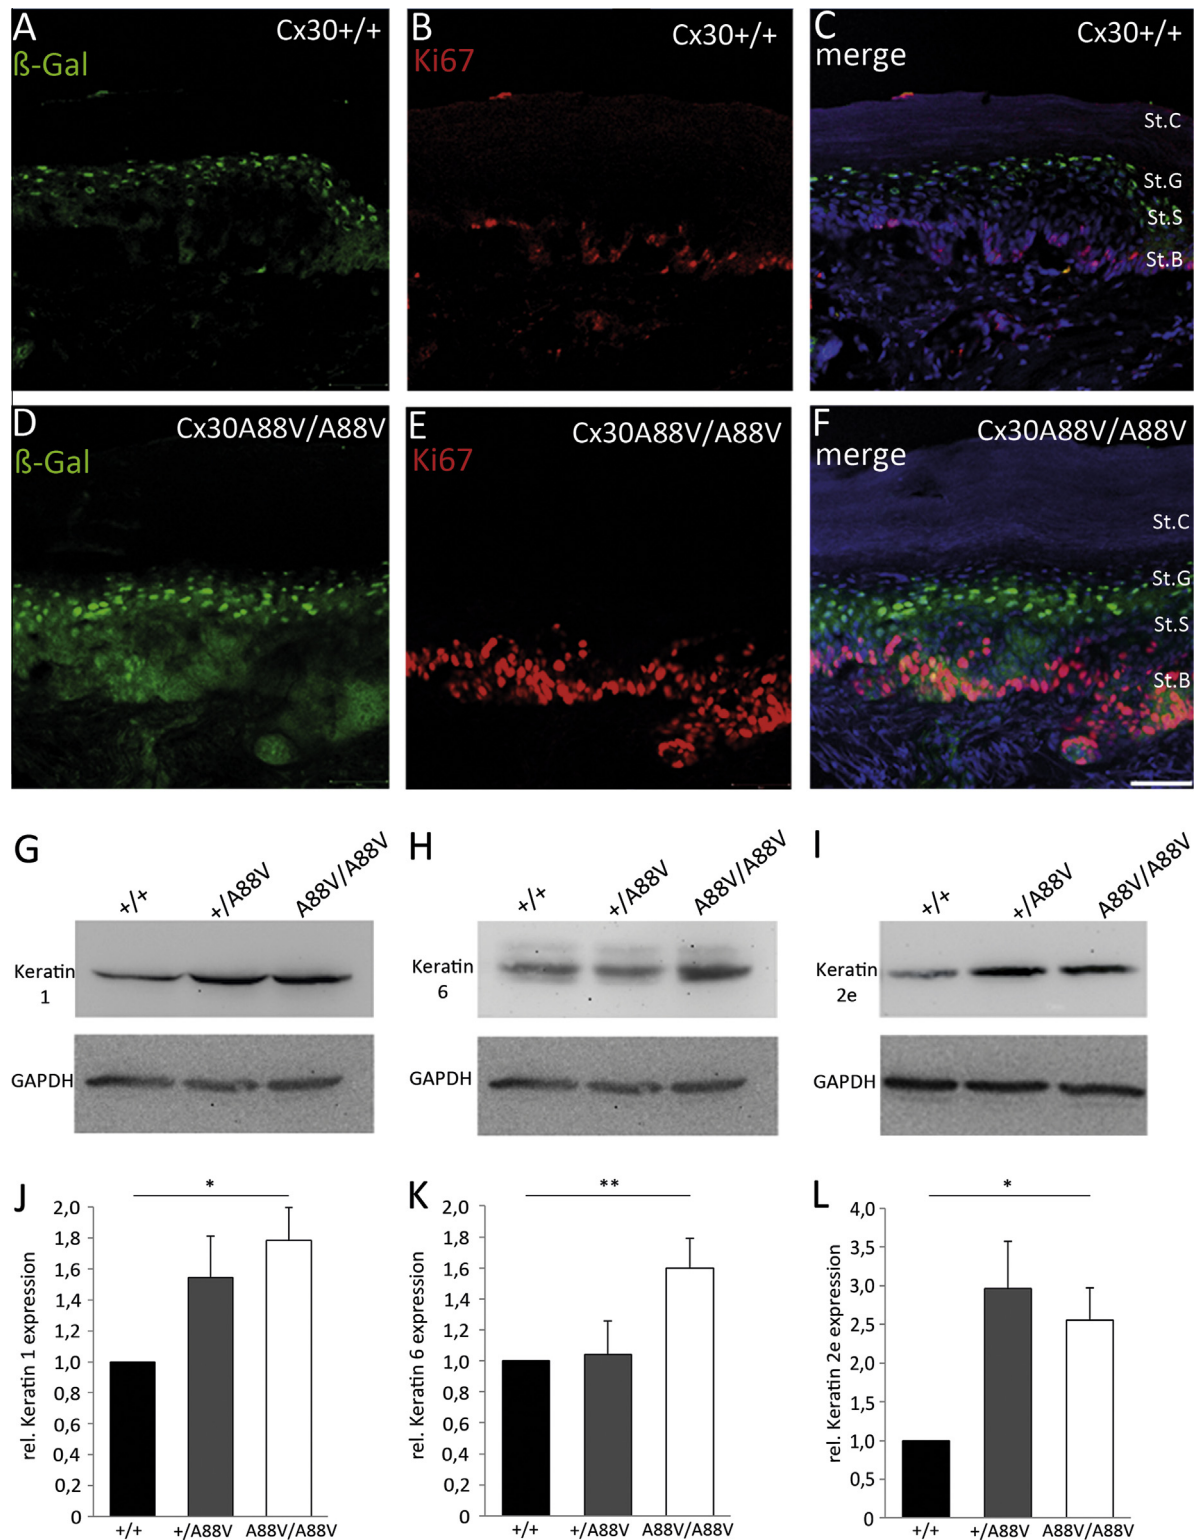 A
Cx30+/+
ß-Gal
B
Cx30+/+
Ki67
C
Cx30+/+
merge
St.C
St.G
St.S
St.B
D
Cx30A88V/A88V
ß-Gal
E
Cx30A88V/A88V
Ki67
F
Cx30A88V/A88V
merge
St.C
St.G
St.S
St.B
G
+/+
+/A88V
A88V/A88V
Keratin
1
GAPDH
H
+/+
+/A88V
A88V/A88V
Keratin
6
GAPDH
I
+/+
+/A88V
A88V/A88V
Keratin
2e
GAPDH
J
*
rel. Keratin 1 expression
2,0
1,8
1,6
1,4
1,2
1,0
0,8
0,6
0,4
0,2
0
+/+
+/A88V
A88V/A88V
K
**
rel. Keratin 6 expression
2,0
1,8
1,6
1,4
1,2
1,0
0,8
0,6
0,4
0,2
0
+/+
+/A88V
A88V/A88V
L
*
rel. Keratin 2e expression
4,0
3,5
3,0
2,5
2,0
1,5
1,0
0,5
0
+/+
+/A88V
A88V/A88V